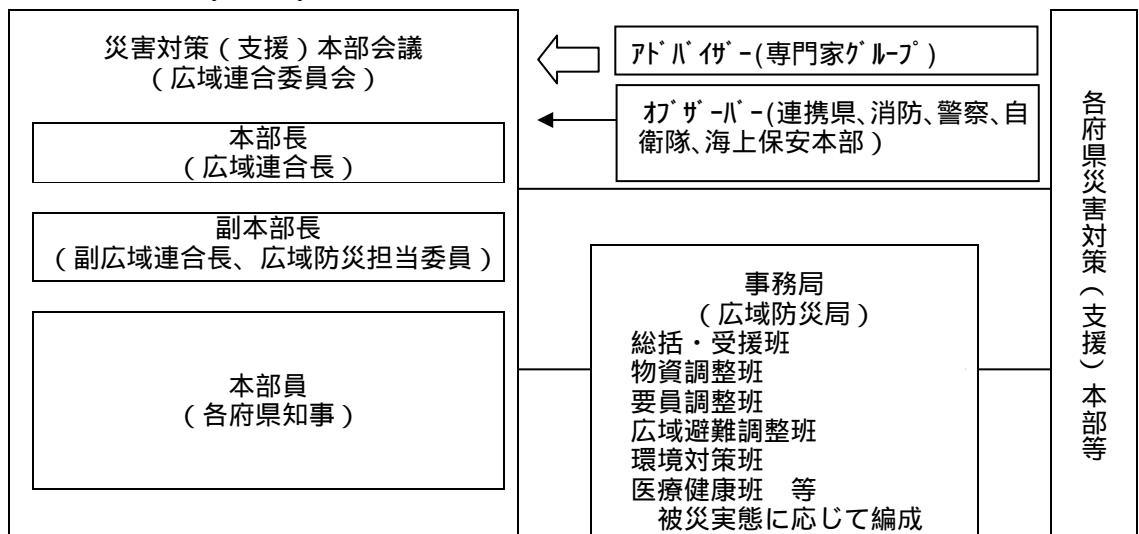 災害対策（支援）本部会議
（広域連合委員会）
本部長
（広域連合長）
副本部長
（副広域連合長、広域防災担当委員）
本部員
（各府県知事）
ｱﾄﾞﾊﾞｲｻﾞｰ(専門家ｸﾞﾙｰﾌﾟ)
ｵﾌﾞｻﾞｰﾊﾞｰ(連携県、消防、警察、自
衛隊、海上保安本部）
事務局
（広域防災局）
総括・受援班
物資調整班
要員調整班
広域避難調整班
環境対策班
医療健康班　等
被災実態に応じて編成
各府県災害対策（支援）本部等